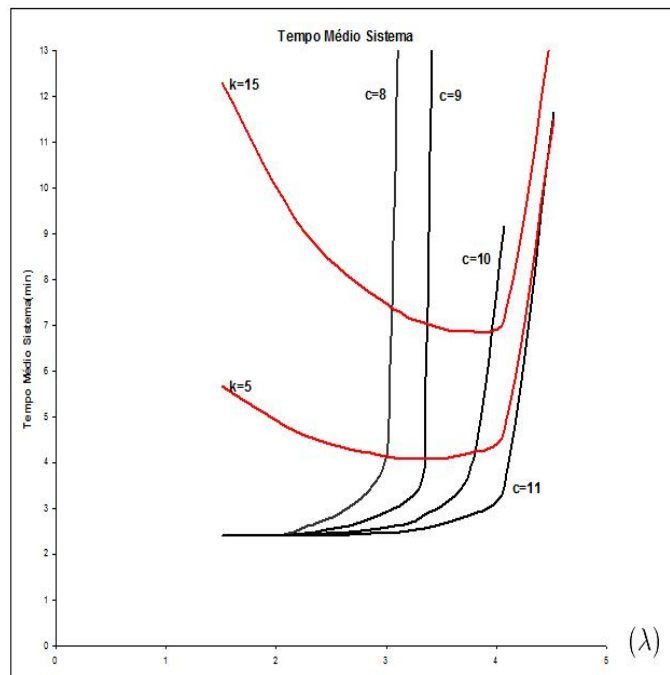 Tempo Médio Sistema
13
12
11
10
9
8
7
6
5
4
3
2
1
0
Tempo Médio Sistema(min)
k=15
c=8
c=9
c=10
k=5
c=11
0 1 2 3 4 5
(λ)